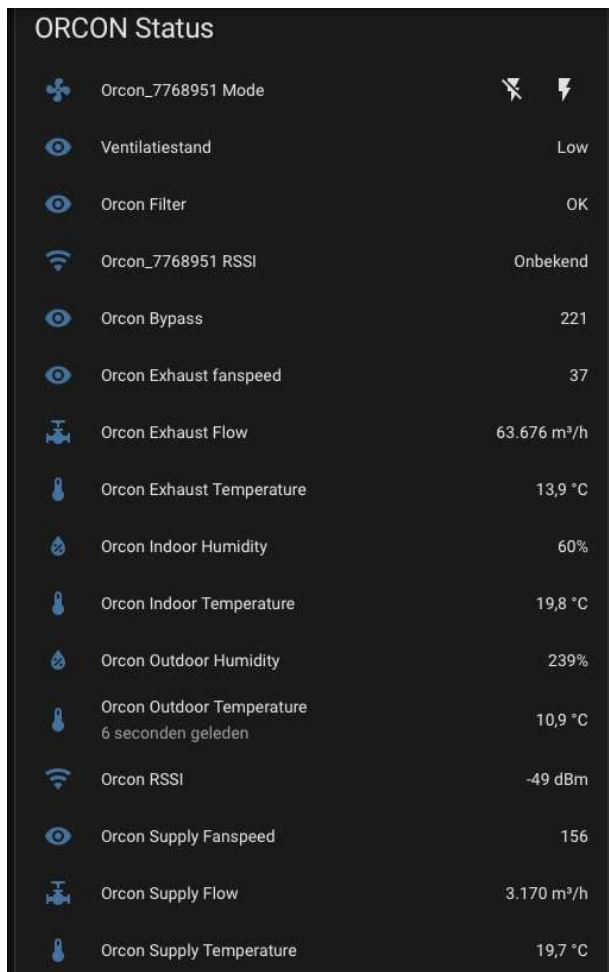 ORCON Status
Orcon_7768951 Mode
Ventilatiestand Low
Orcon Filter OK
Orcon_7768951 RSSI Onbekend
Orcon Bypass 221
Orcon Exhaust fanspeed 37
Orcon Exhaust Flow 63.676 m³/h
Orcon Exhaust Temperature 13,9 °C
Orcon Indoor Humidity 60%
Orcon Indoor Temperature 19,8 °C
Orcon Outdoor Humidity 239%
Orcon Outdoor Temperature 10,9 °C
6 seconden geleden
Orcon RSSI -49 dBm
Orcon Supply Fanspeed 156
Orcon Supply Flow 3.170 m³/h
Orcon Supply Temperature 19,7 °C